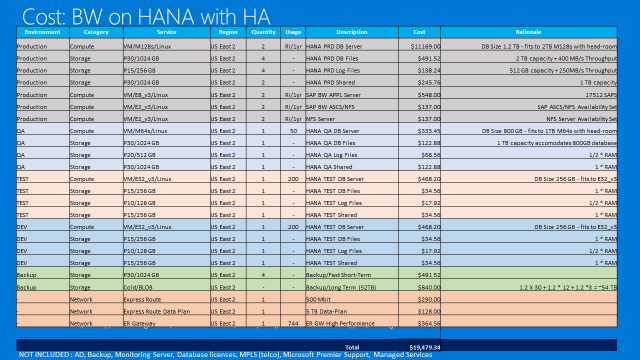 Cost: BW on HANA with HA
Environment Category Service Region Quantity Usage Description Cost Rationale
Production Compute VM/M128s/Linux US East 2 2 RI/1yr HANA PRD DB Server $11169.00 DB Size 1.2 TB - fits to 2TB M128s with head-room
Production Storage P30/1024 GB US East 2 4 - HANA PRD DB Files $491.52 2 TB capacity + 400 MB/s Throughput
Production Storage P15/256 GB US East 2 4 - HANA PRD Log Files $138.24 512 GB capacity + 250MB/s Throughput
Production Storage P30/1024 GB US East 2 2 - HANA PRD Shared $245.76 1 TB capacity
Production Compute VM/E8_v3/Linux US East 2 2 RI/1yr SAP BW APPL Server $548.00 17512 SAPS
Production Compute VM/E2_v3/Linux US East 2 2 RI/1yr SAP BW ASCS/NFS $137.00 SAP ASCS/NFS Availability Set
Production Compute VM/E2_v3/Linux US East 2 2 RI/1yr NFS Server $137.00 NFS Server Availability Set
QA Compute VM/M64s/Linux US East 2 1 50 HANA QA DB Server $333.45 DB Size 800 GB - fits to 1TB M64s with head-room
QA Storage P30/1024 GB US East 2 1 - HANA QA DB Files $122.88 1 TB capacity accomodates 800GB database
QA Storage P20/512 GB US East 2 1 - HANA QA Log Files $66.56 1/2 * RAM
QA Storage P30/1024 GB US East 2 1 - HANA QA Shared $122.88 1 * RAM
TEST Compute VM/E32_v3/Linux US East 2 1 200 HANA TEST DB Server $468.20 DB Size 256 GB - fits to E32_v3
TEST Storage P15/256 GB US East 2 1 - HANA TEST DB Files $34.56 1 * RAM
TEST Storage P10/128 GB US East 2 1 - HANA TEST Log Files $17.92 1/2 * RAM
TEST Storage P15/256 GB US East 2 1 - HANA TEST Shared $34.56 1 * RAM
DEV Compute VM/E32_v3/Linux US East 2 1 200 HANA TEST DB Server $468.20 DB Size 256 GB - fits to E32_v3
DEV Storage P15/256 GB US East 2 1 - HANA TEST DB Files $34.56 1 * RAM
DEV Storage P10/128 GB US East 2 1 - HANA TEST Log Files $17.92 1/2 * RAM
DEV Storage P15/256 GB US East 2 1 - HANA TEST Shared $34.56 1 * RAM
Backup Storage P30/1024 GB US East 2 4 - Backup/Fast Short-Term $491.52
Backup Storage Cold/BLOB US East 2 - - Backup/Long Term (52TB) $840.00 1.2 X 30 + 1.2 * 12 + 1.2 *3 =~54 TB
- Network Express Route US East 2 1 500 Mbit $290.00
- Network Express Route Data Plan US East 2 1 5 TB Data-Plan $128.00
- Network ER Gateway US East 2 1 744 ER GW High Performance $364.56
Total $19,479.34
NOT INCLUDED : AD, Backup, Monitoring Server, Database licenses, MPLS (telco), Microsoft Premier Support, Managed Services